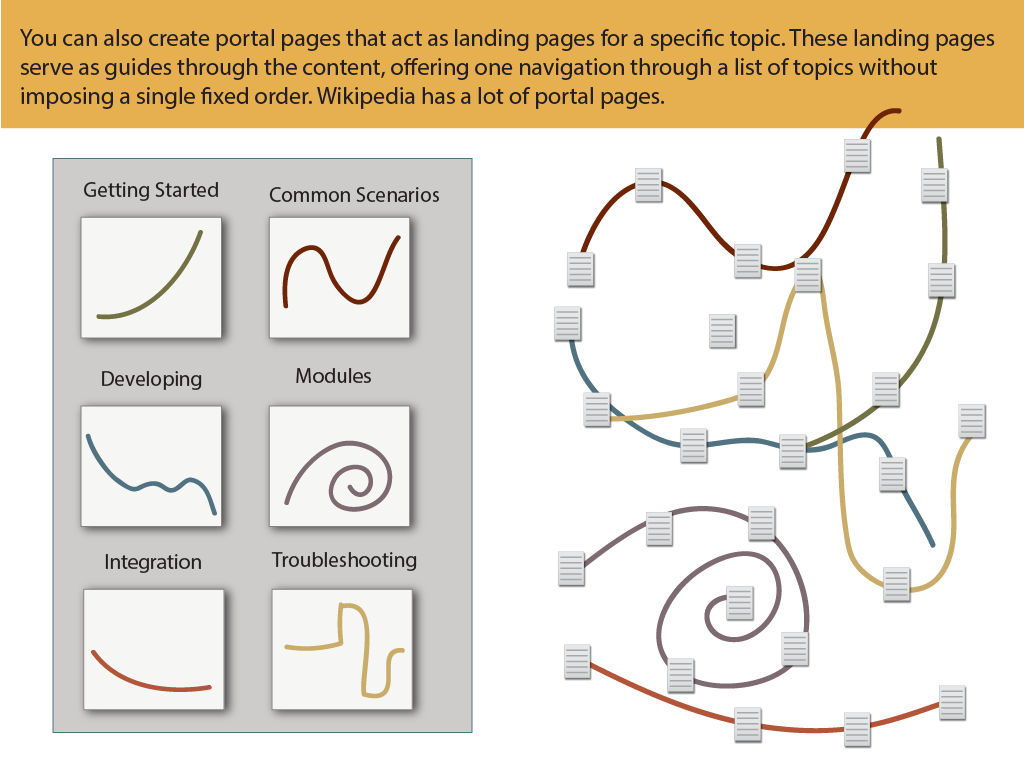 You can also create portal pages that act as landing pages for a specific topic. These landing pages
serve as guides through the content, offering one navigation through a list of topics without
imposing a single fixed order. Wikipedia has a lot of portal pages.
Getting Started
Common Scenarios
Developing
Modules
Integration
Troubleshooting